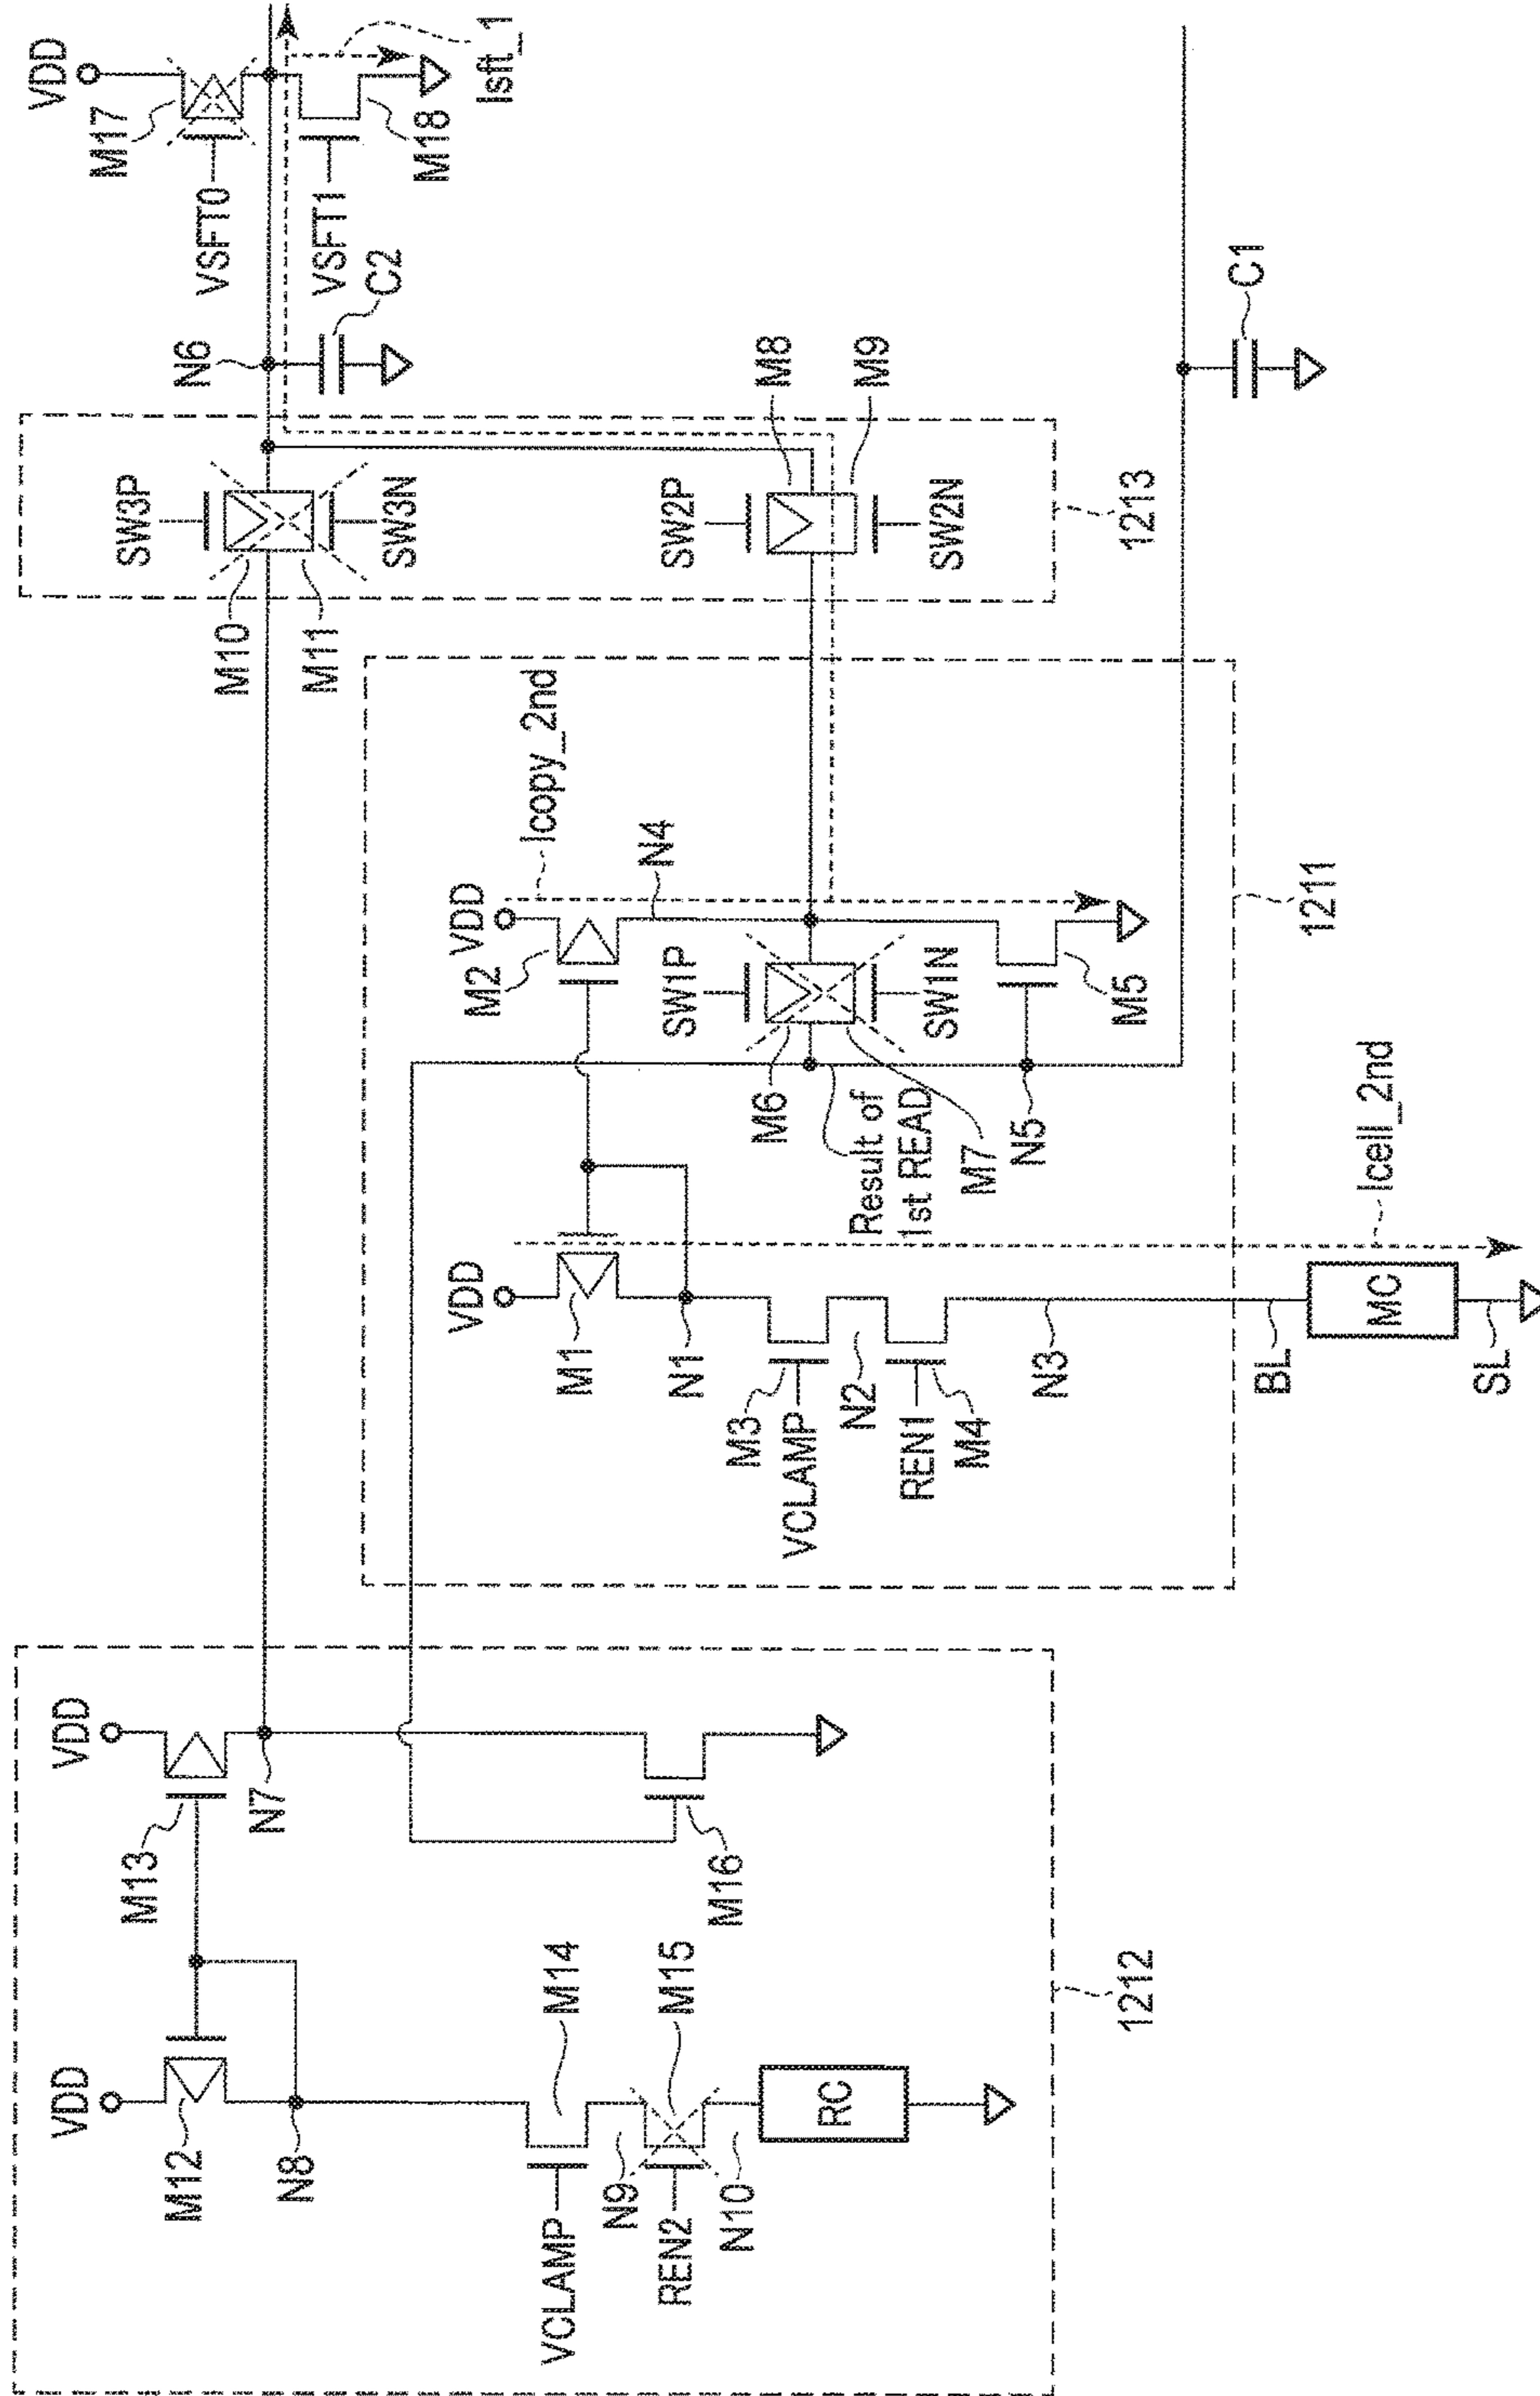 VDD
M12
N8
VCLAMP
M14
N9
REN2
M15
N10
RC
VDD
M13
N7
M16
1212
VDD
M1
N1
M3
VCLAMP
N2
REN1
M4
N3
BL
MC
SL
Icell_2nd
VDD
M2
Icopy_2nd
N4
SW1P
M6
SW1N
M7
Result of
1st READ
N5
M5
1211
SW3P
M10
M11
SW3N
SW2P
M8
M9
SW2N
1213
N6
C2
C1
VDD
M17
VSFT0
VSFT1
M18
Isft_1